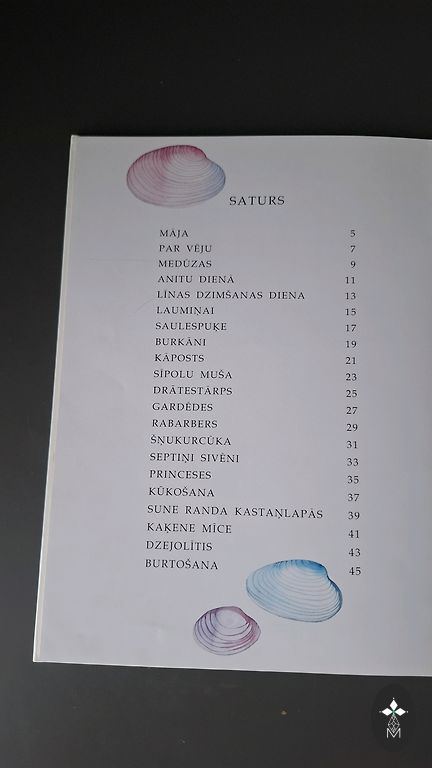 SATURS
MĀJA 5
PAR VĒJU 7
MEDŪZAS 9
ANITU DIENĀ 11
LĪNAS DZIMŠANAS DIENA 13
LAUMIŅAI 15
SAULESPUĶE 17
BURKĀNI 19
KĀPOSTS 21
SĪPOLU MUŠA 23
DRĀTESTĀRPS 25
GARDĒDES 27
RABARBERS 29
ŠŅUKURCŪKA 31
SEPTIŅI SIVĒNI 33
PRINCESES 35
KŪKOŠANA 37
SUNE RANDA KASTAŅLAPĀS 39
KAĶENE MĪCE 41
DZEJOLĪTIS 43
BURTOŠANA 45
M